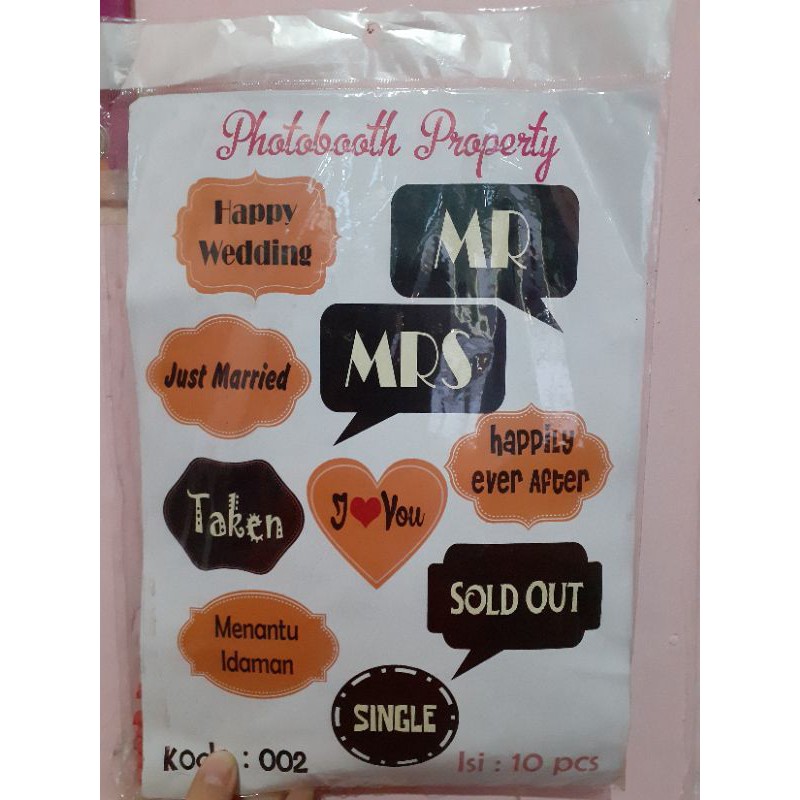 Photobooth Property
Happy
Wedding
MR
MRS
Just Married
happily
ever After
Taken
I ❤ You
SOLD OUT
Menantu
Idaman
SINGLE
: 002
Isi : 10 pcs